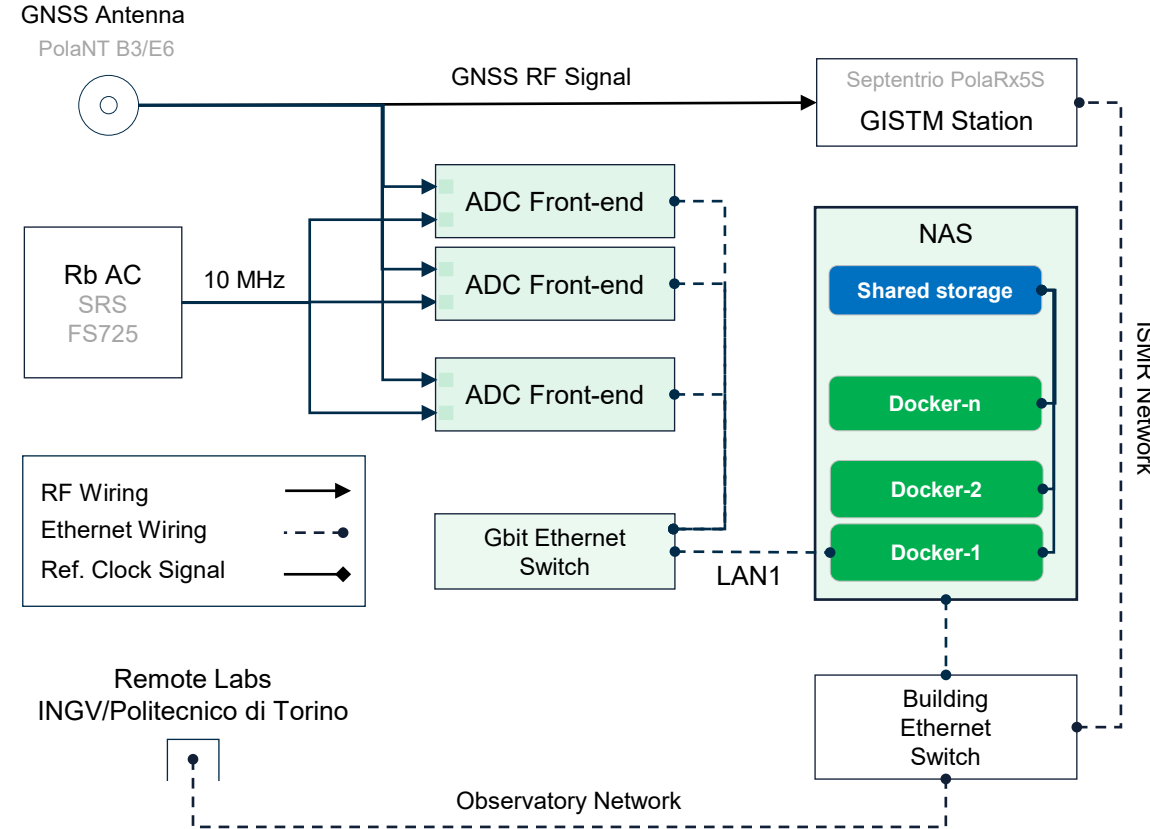 GNSS Antenna
PolaNT B3/E6
GNSS RF Signal
Septentrio PolaRx5S
GISTM Station
ADC Front-end
ADC Front-end
ADC Front-end
Rb AC
SRS
FS725
10 MHz
NAS
Shared storage
Docker-n
Docker-2
Docker-1
ISMR Network
RF Wiring
Ethernet Wiring
Ref. Clock Signal
Gbit Ethernet
Switch
LAN1
Remote Labs
INGV/Politecnico di Torino
Building
Ethernet
Switch
Observatory Network